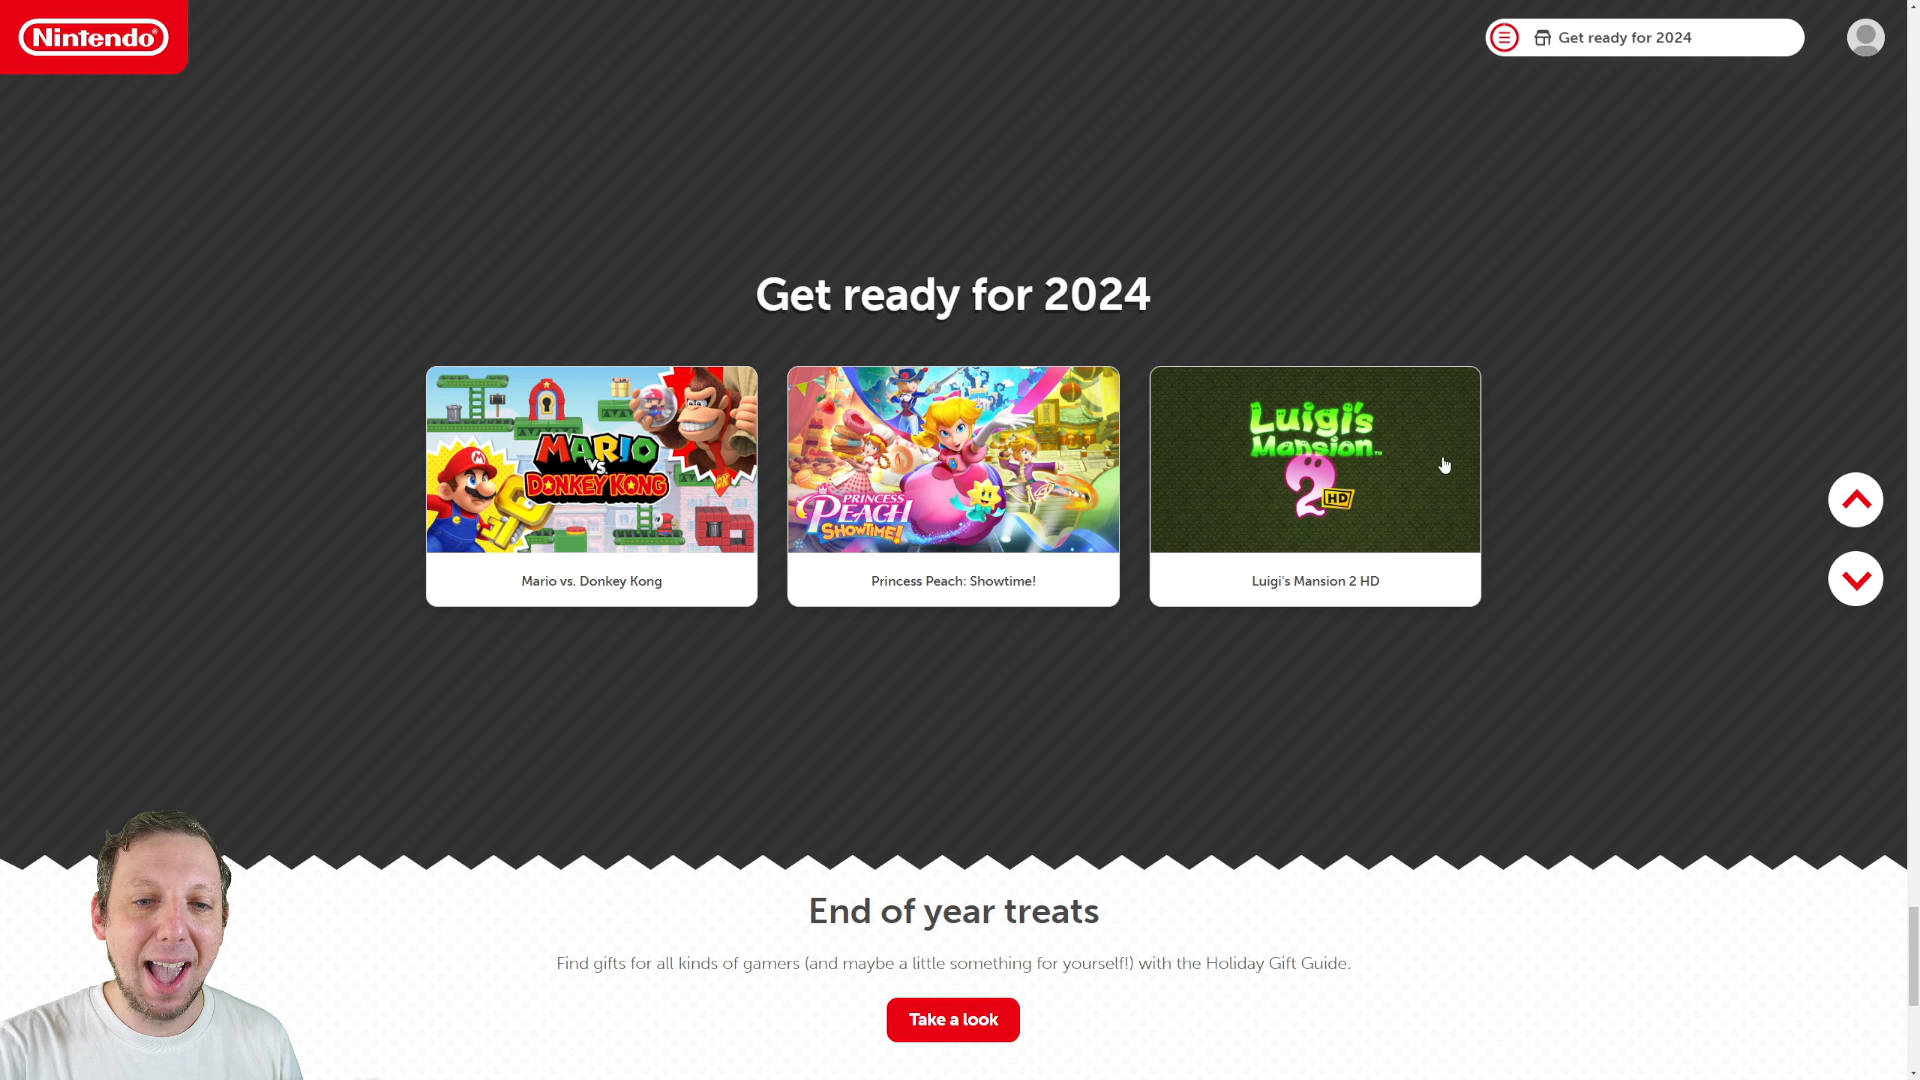 Nintendo®
Get ready for 2024
Get ready for 2024
MARIO
VS.
DONKEY KONG
DK
PRINCESS
PEACH
SHOWTIME!
Luigi's
Mansion™
2 HD
Mario vs. Donkey Kong
Princess Peach: Showtime!
Luigi's Mansion 2 HD
End of year treats
Find gifts for all kinds of gamers (and maybe a little something for yourself!) with the Holiday Gift Guide.
Take a look